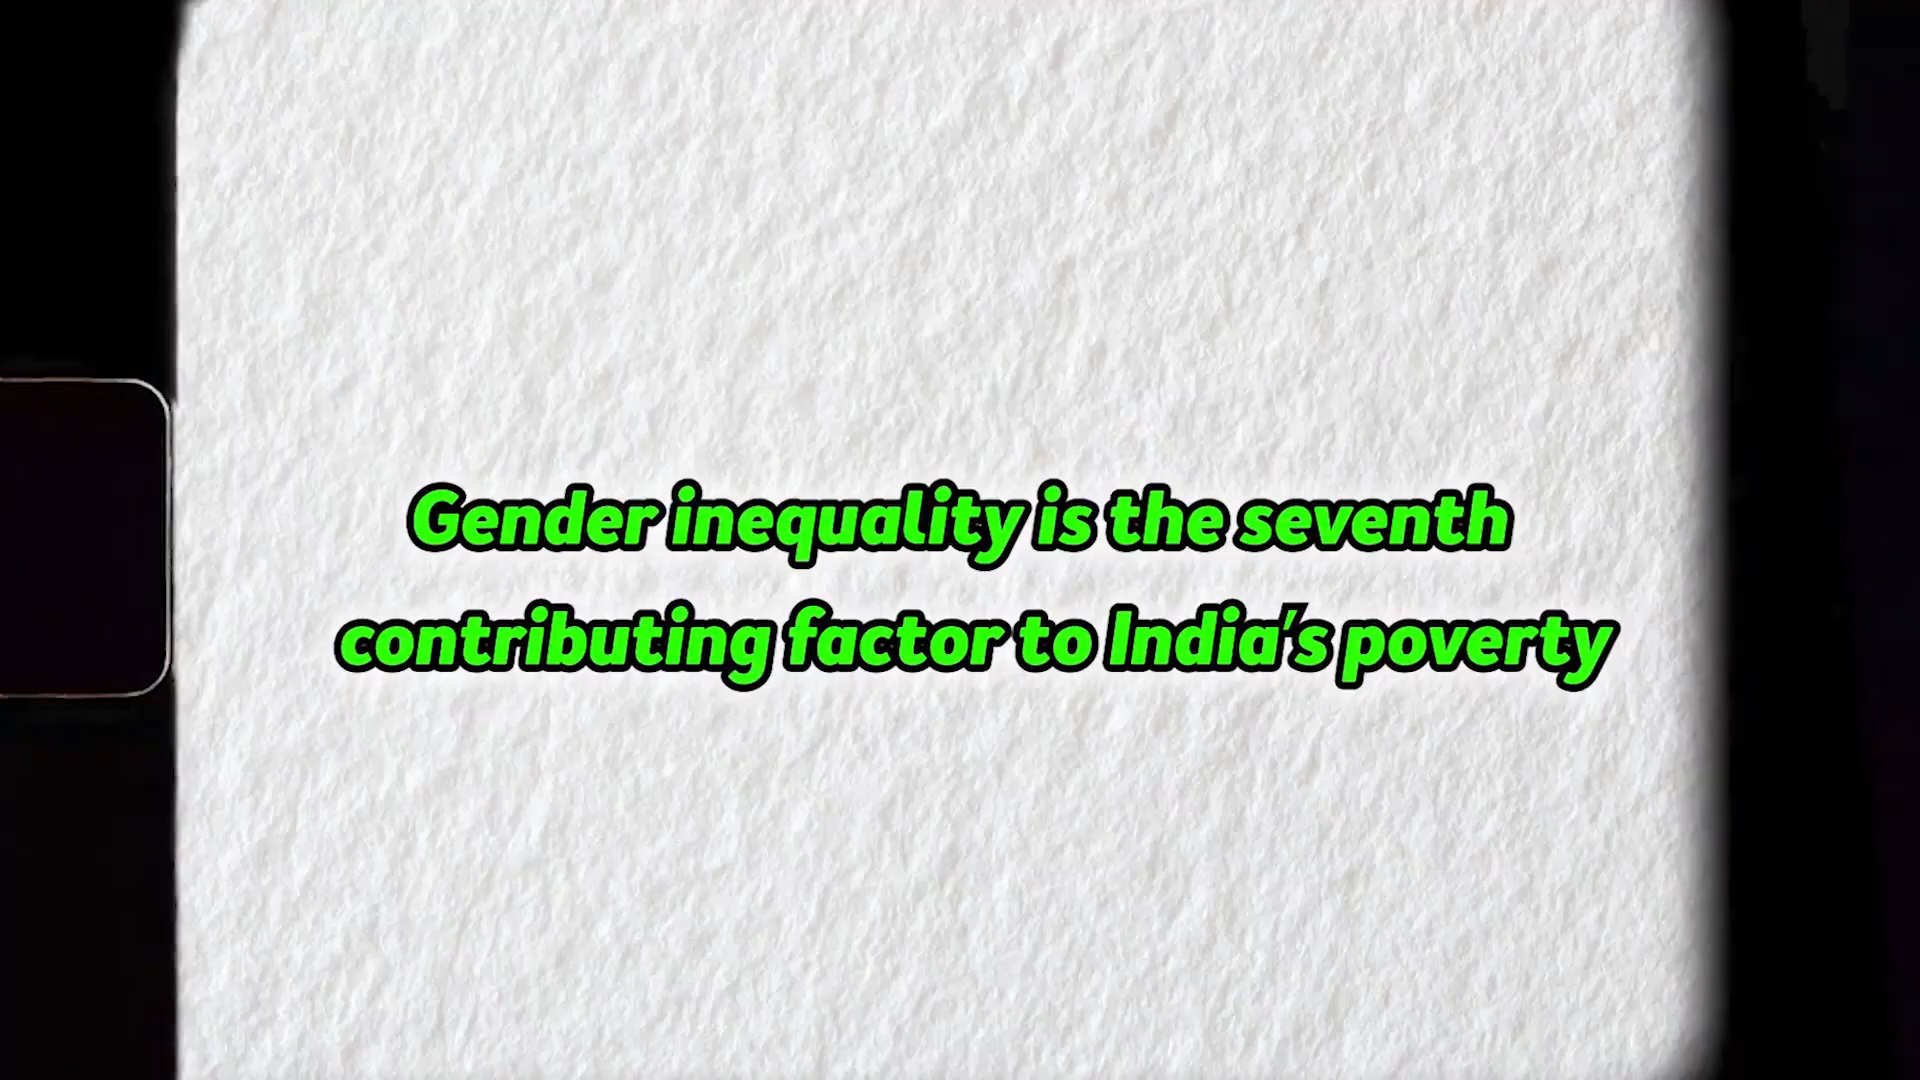 Gender inequality is the seventh
contributing factor to India's poverty